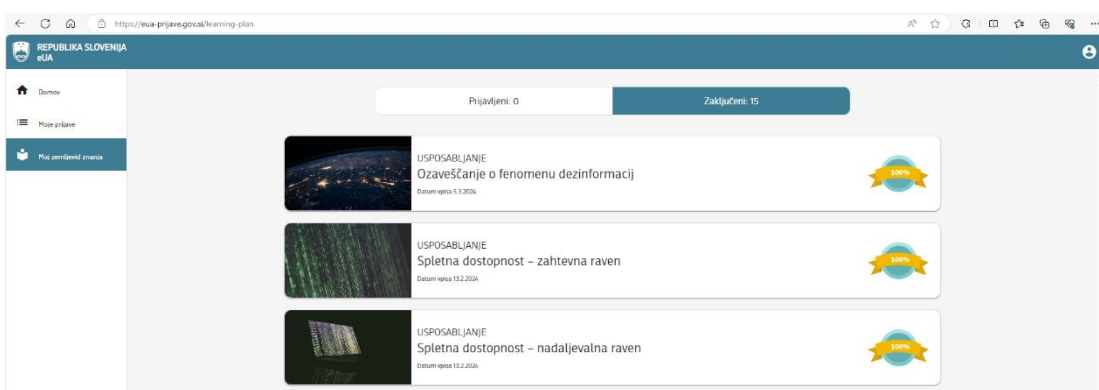 https://eua-prijave.gov.si/learning-plan
REPUBLIKA SLOVENIJA
eUA
Domov
Moje prijave
Moj zemljevid znanja
Prijavljeni: 0
Zaključeni: 15
USPOSABLJANJE
Ozaveščanje o fenomenu dezinformacij
Datum vpisa 5.3.2024
100%
USPOSABLJANJE
Spletna dostopnost – zahtevna raven
Datum vpisa 13.2.2024
100%
USPOSABLJANJE
Spletna dostopnost – nadaljevalna raven
Datum vpisa 13.2.2024
100%